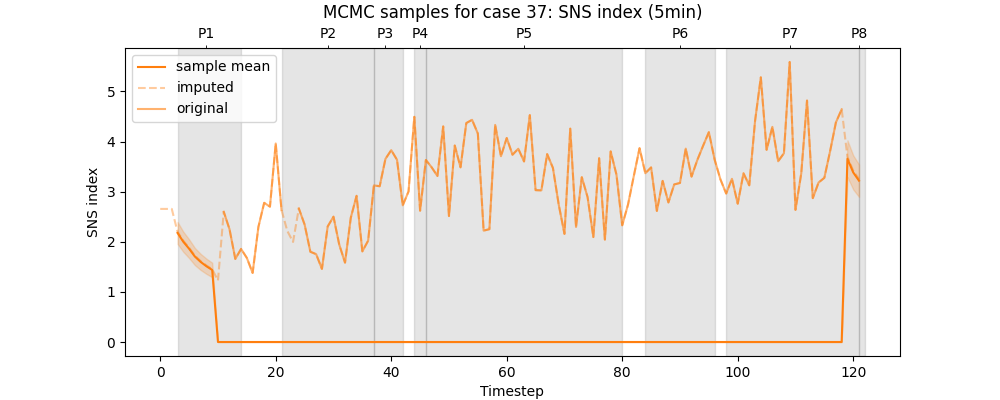 MCMC samples for case 37: SNS index (5min)
P1 P2 P3 P4 P5 P6 P7 P8
sample mean
imputed
original
SNS index
5
4
3
2
1
0
0 20 40 60 80 100 120
Timestep